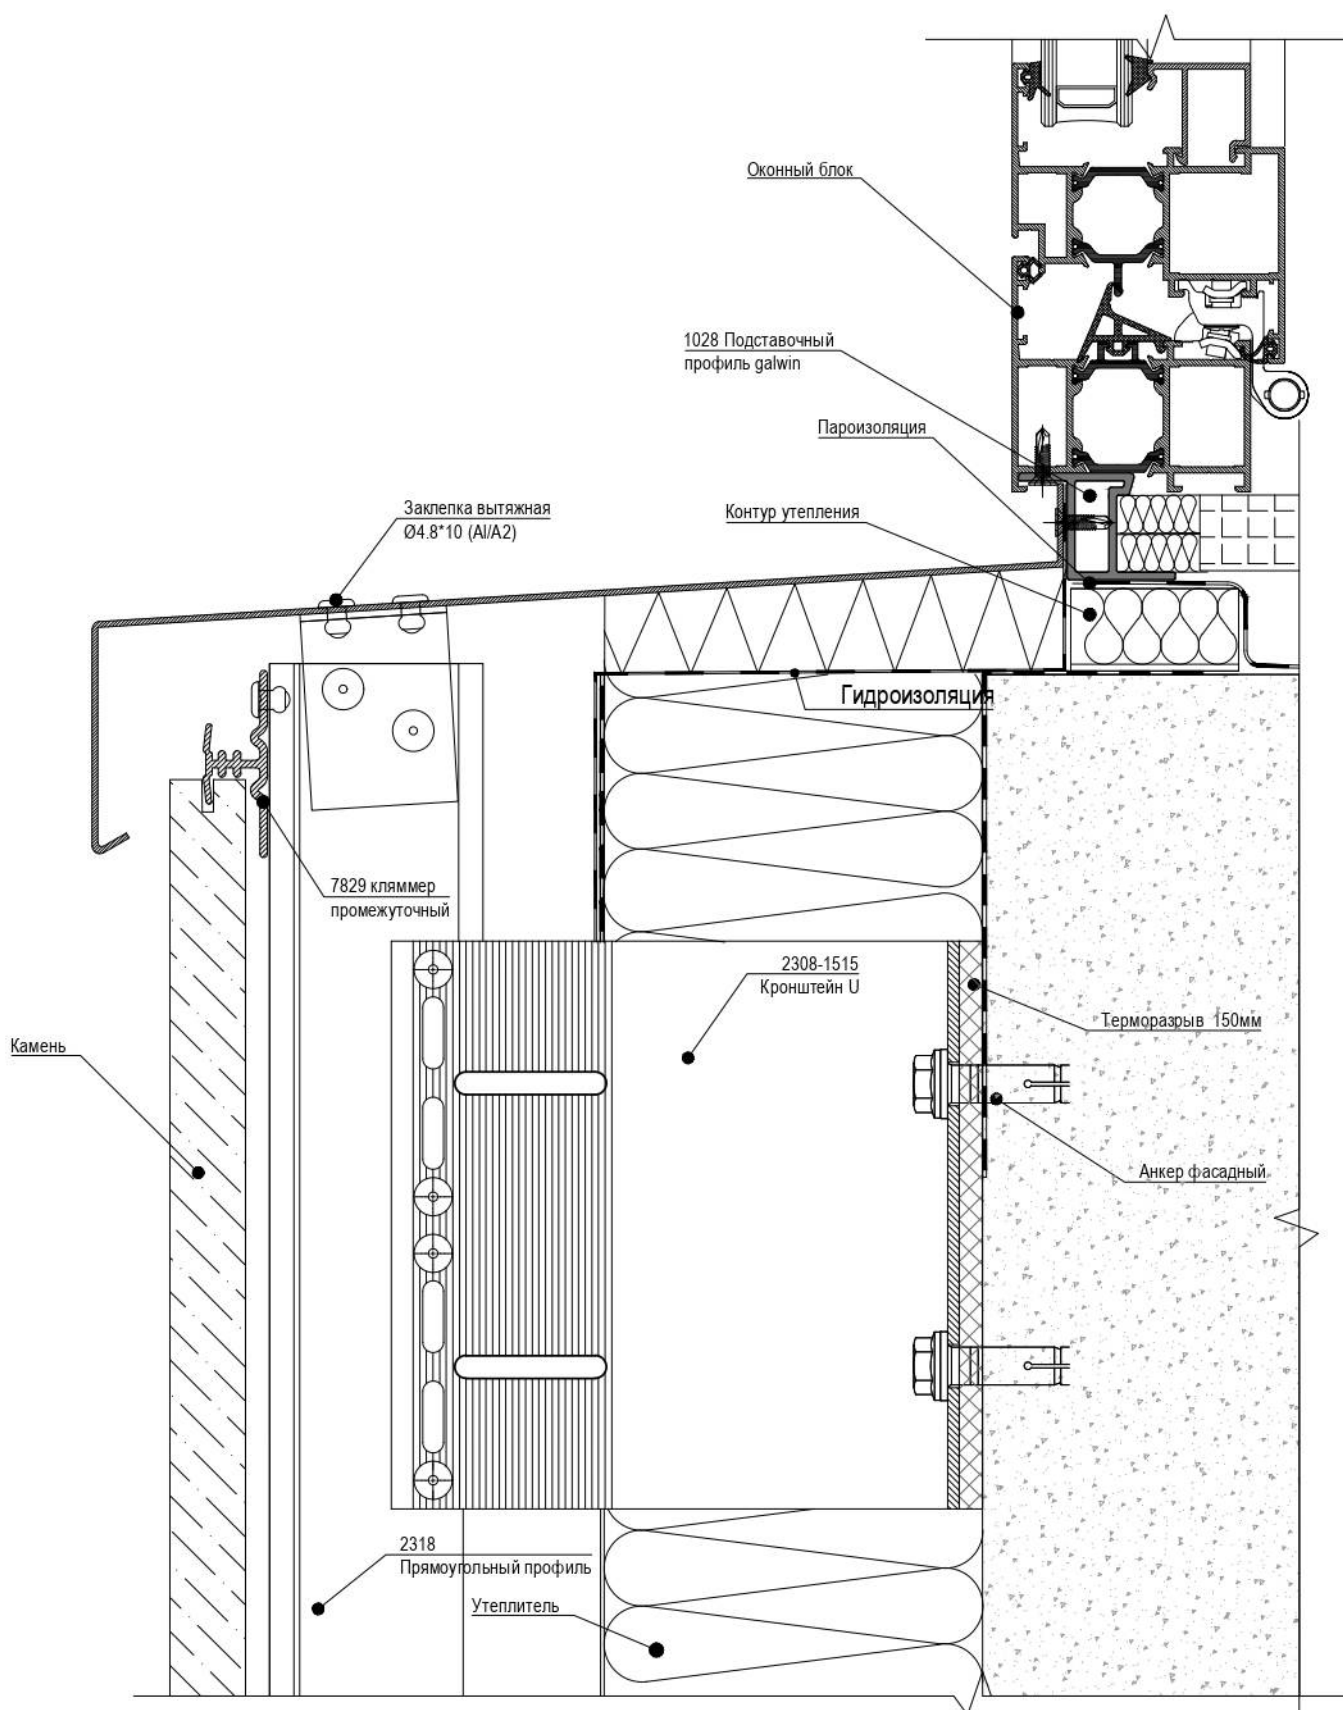 Оконный блок
1028 Подставочный
профиль galwin
Пароизоляция
Заклепка вытяжная
Ø4.8*10 (Al/A2)
Контур утепления
Гидроизоляция
7829 кляммер
промежуточный
2308-1515
Кронштейн U
Терморазрыв 150мм
Камень
Анкер фасадный
2318
Прямоугольный профиль
Утеплитель